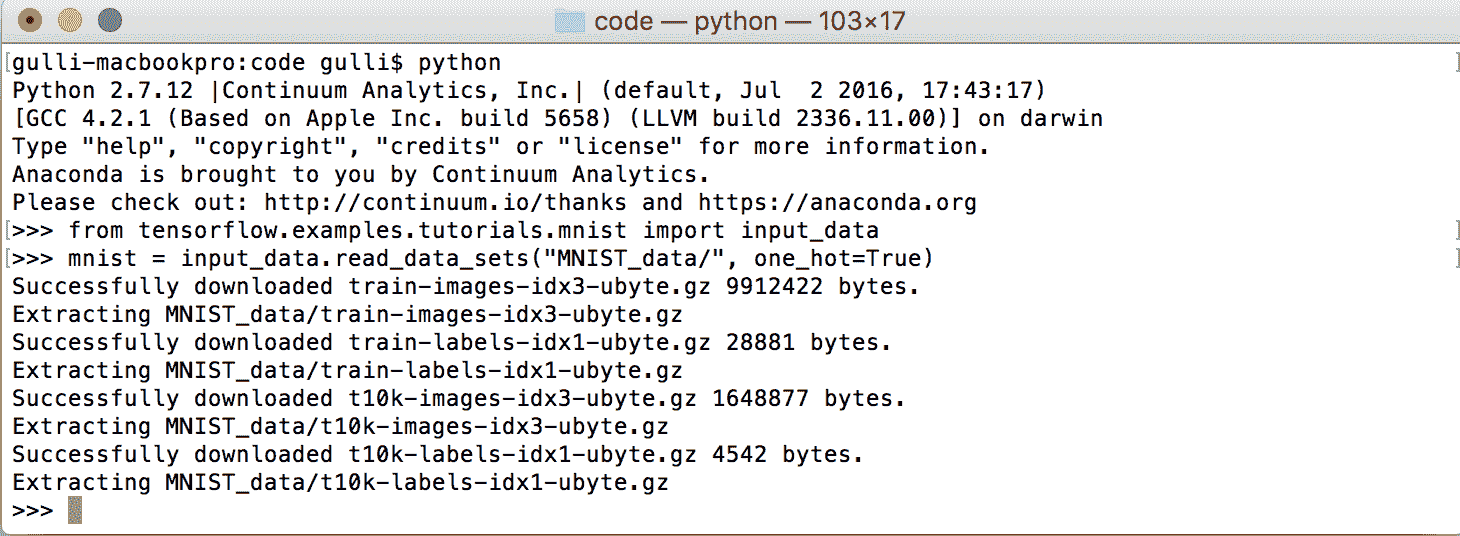 code — python — 103×17
gulli-macbookpro:code gulli$ python
Python 2.7.12 |Continuum Analytics, Inc.| (default, Jul  2 2016, 17:43:17)
[GCC 4.2.1 (Based on Apple Inc. build 5658) (LLVM build 2336.11.00)] on darwin
Type "help", "copyright", "credits" or "license" for more information.
Anaconda is brought to you by Continuum Analytics.
Please check out: http://continuum.io/thanks and https://anaconda.org
>>> from tensorflow.examples.tutorials.mnist import input_data
>>> mnist = input_data.read_data_sets("MNIST_data/", one_hot=True)
Successfully downloaded train-images-idx3-ubyte.gz 9912422 bytes.
Extracting MNIST_data/train-images-idx3-ubyte.gz
Successfully downloaded train-labels-idx1-ubyte.gz 28881 bytes.
Extracting MNIST_data/train-labels-idx1-ubyte.gz
Successfully downloaded t10k-images-idx3-ubyte.gz 1648877 bytes.
Extracting MNIST_data/t10k-images-idx3-ubyte.gz
Successfully downloaded t10k-labels-idx1-ubyte.gz 4542 bytes.
Extracting MNIST_data/t10k-labels-idx1-ubyte.gz
>>>